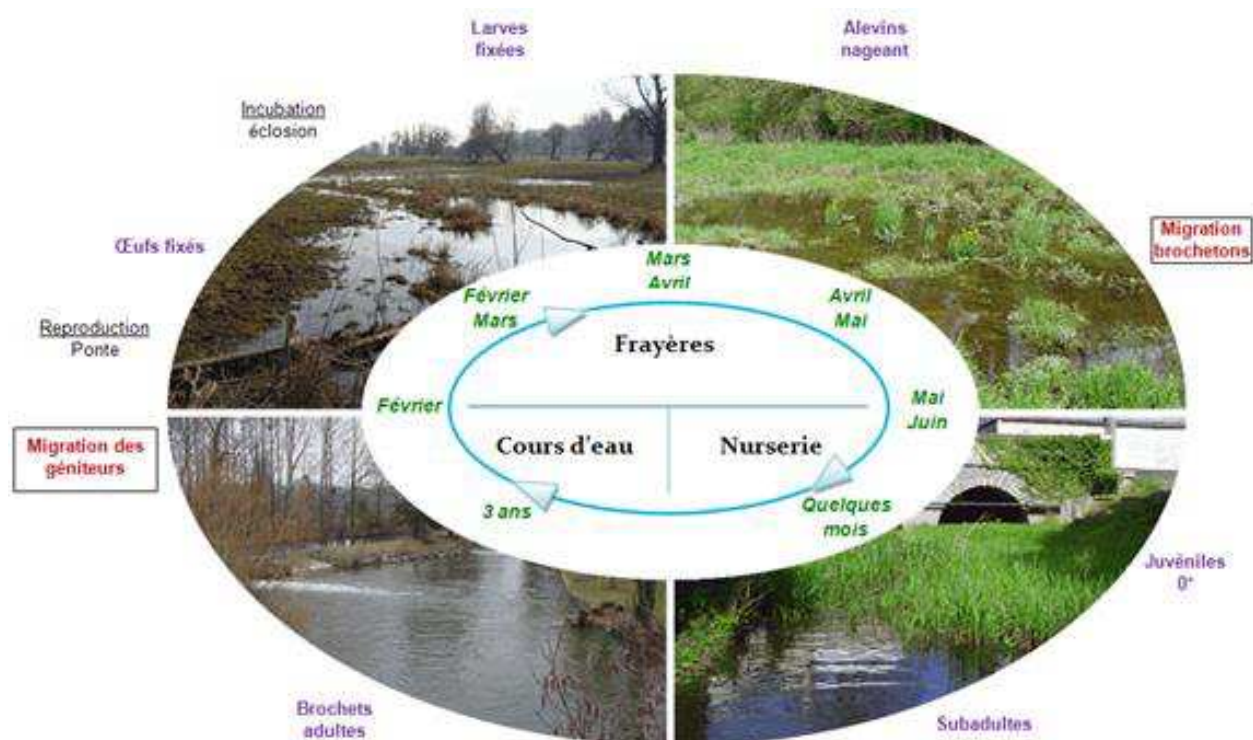 Larves
fixées
Alevins
nageant
Incubation
éclosion
Œufs fixés
Migration
brochetons
Mars
Avril
Février
Mars
Avril
Mai
Reproduction
Ponte
Frayères
Février
Mai
Juin
Migration des
géniteurs
Cours d'eau
Nurserie
3 ans
Quelques
mois
Juvéniles
0+
Brochets
adultes
Subadultes